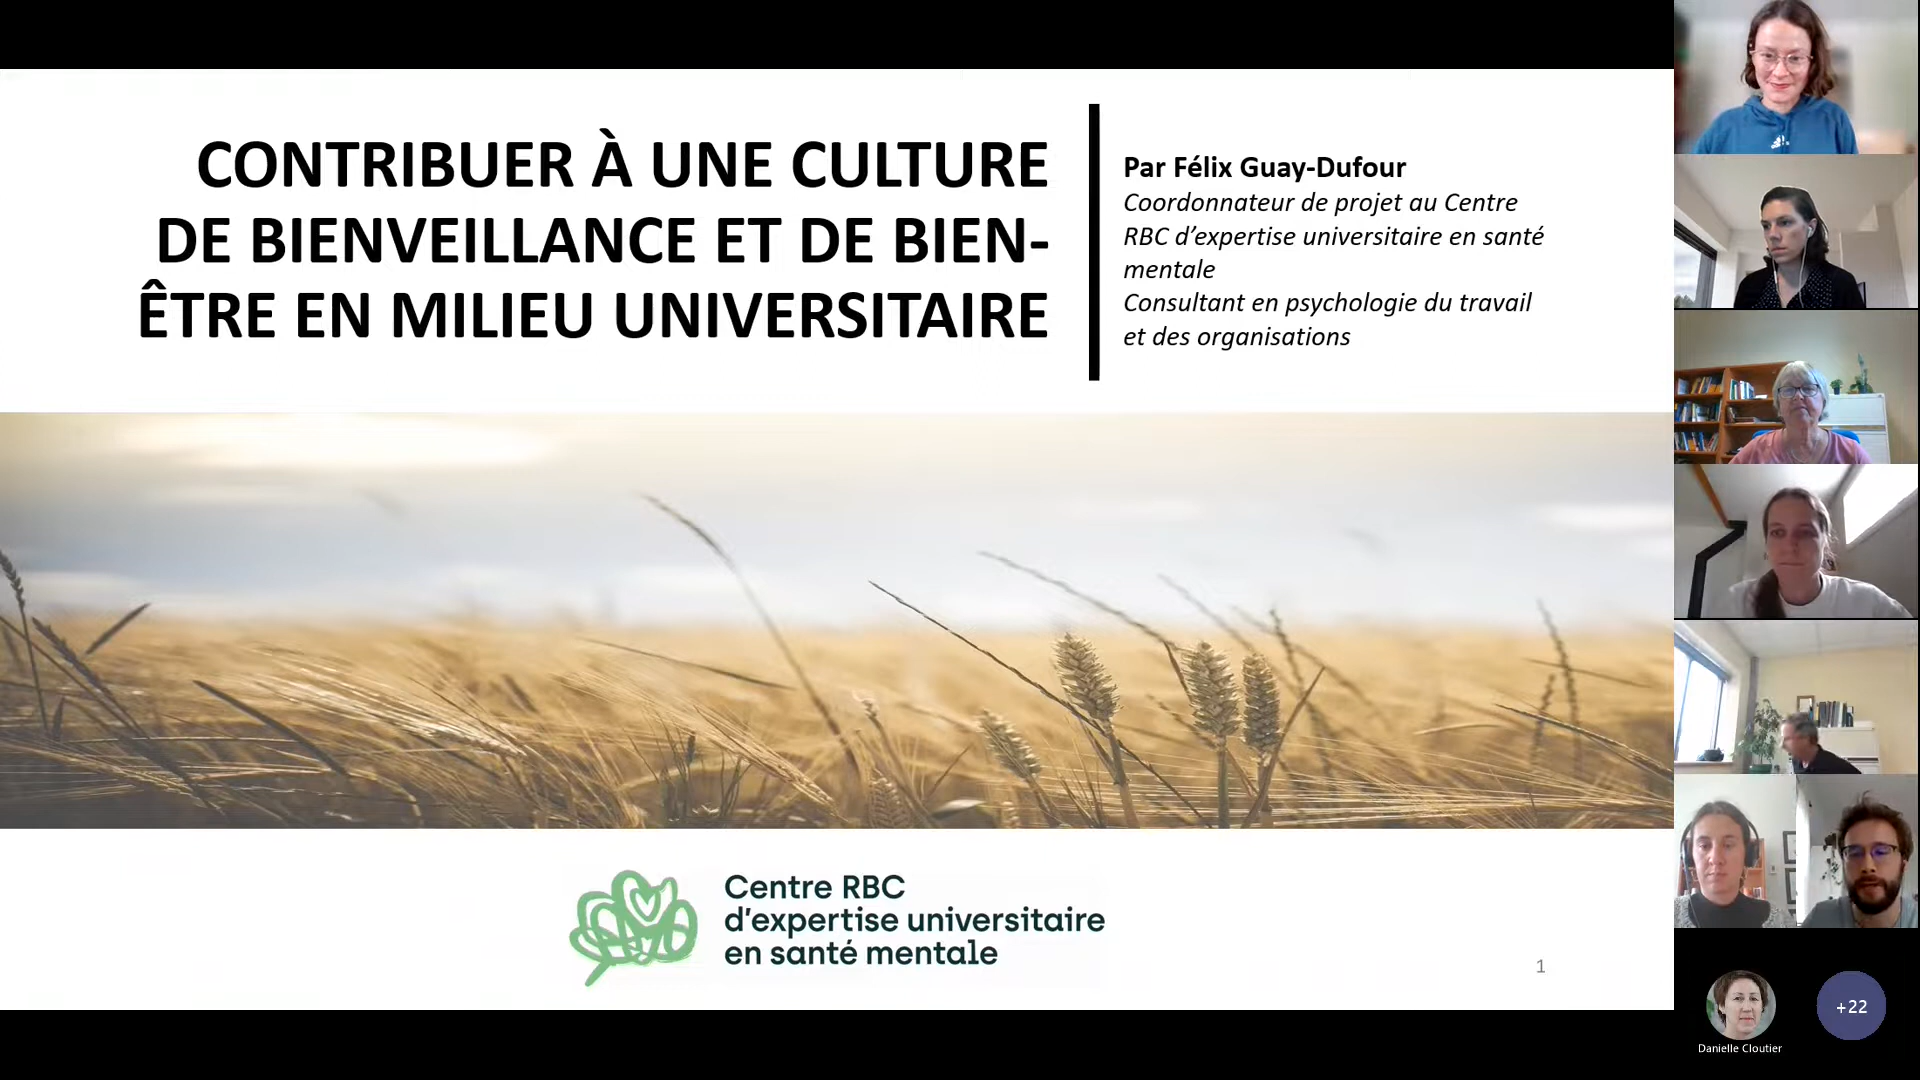 CONTRIBUER À UNE CULTURE
DE BIENVEILLANCE ET DE BIEN-
ÊTRE EN MILIEU UNIVERSITAIRE
Par Félix Guay-Dufour
Coordonnateur de projet au Centre
RBC d’expertise universitaire en santé
mentale
Consultant en psychologie du travail
et des organisations
Centre RBC
d'expertise universitaire
en santé mentale
1
+22
Danielle Cloutier